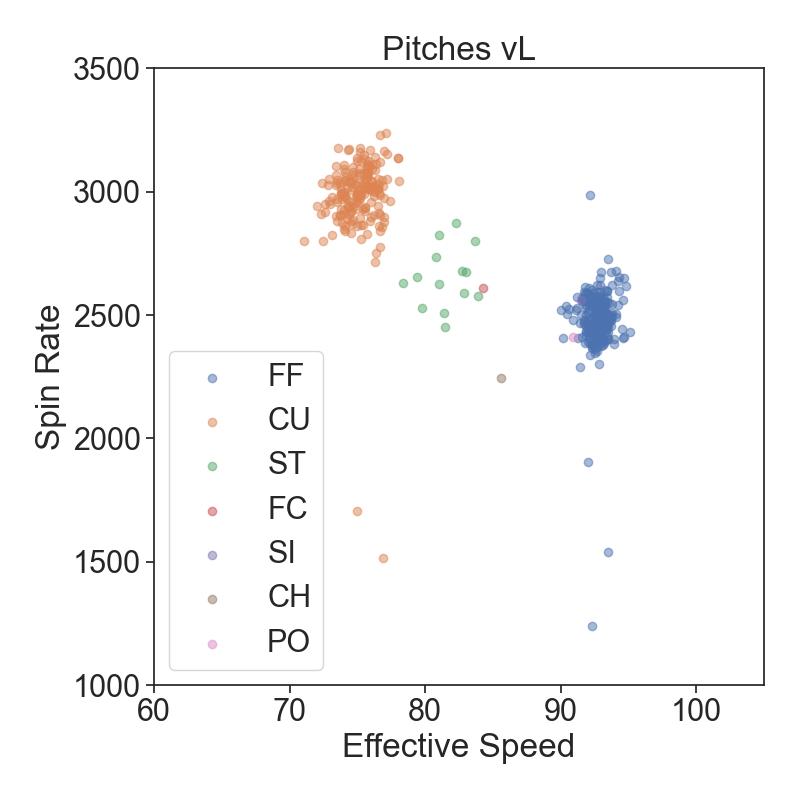 Pitches vL
3500
3000
2500
2000
1500
1000
Spin Rate
FF
CU
ST
FC
SI
CH
PO
60 70 80 90 100
Effective Speed